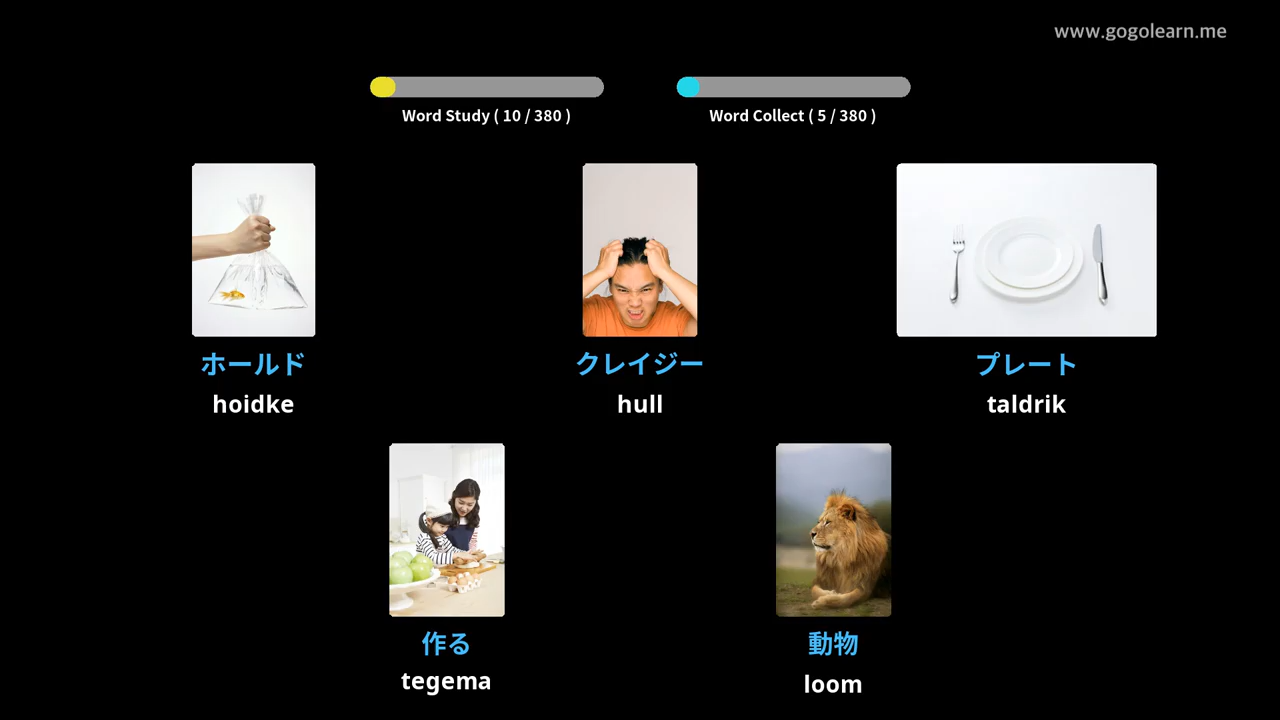 www.gogolearn.me
Word Study ( 10 / 380 )
Word Collect ( 5 / 380 )
ホールド
hoidke
クレイジー
hull
プレート
taldrik
作る
tegema
動物
loom